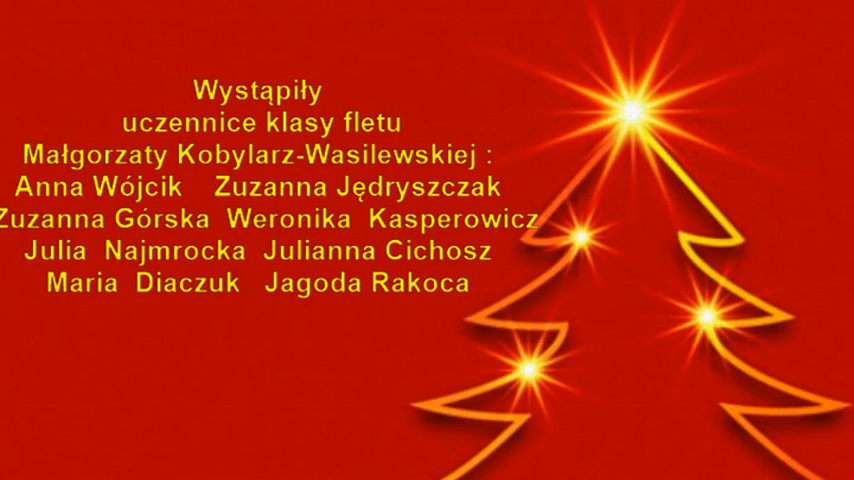 Wystąpiły
uczennice klasy fletu
Małgorzaty Kobylarz-Wasilewskiej :
Anna Wójcik Zuzanna Jędryszczak
Zuzanna Górska Weronika Kasperowicz
Julia Najmrocka Julianna Cichosz
Maria Diaczuk Jagoda Rakoca